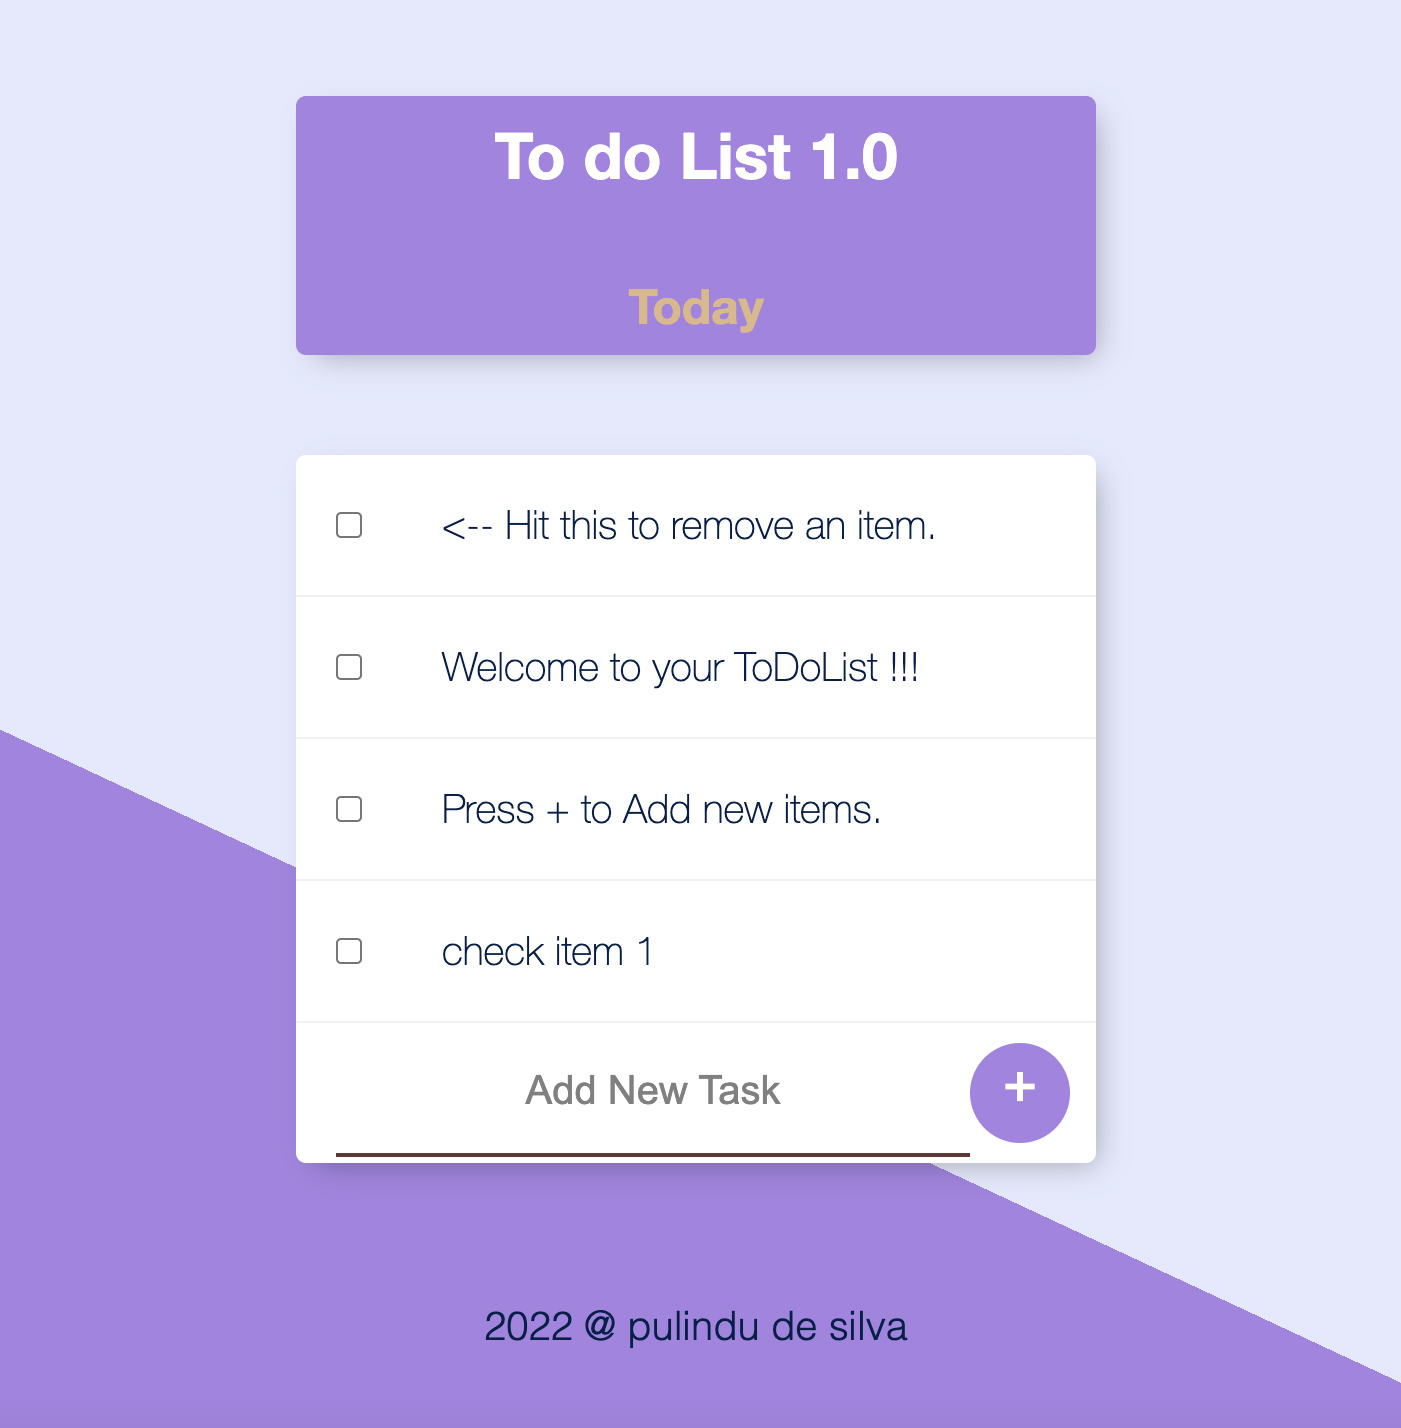 To do List 1.0
Today
<-- Hit this to remove an item.
Welcome to your ToDoList !!!
Press + to Add new items.
check item 1
Add New Task
+
2022 @ pulindu de silva